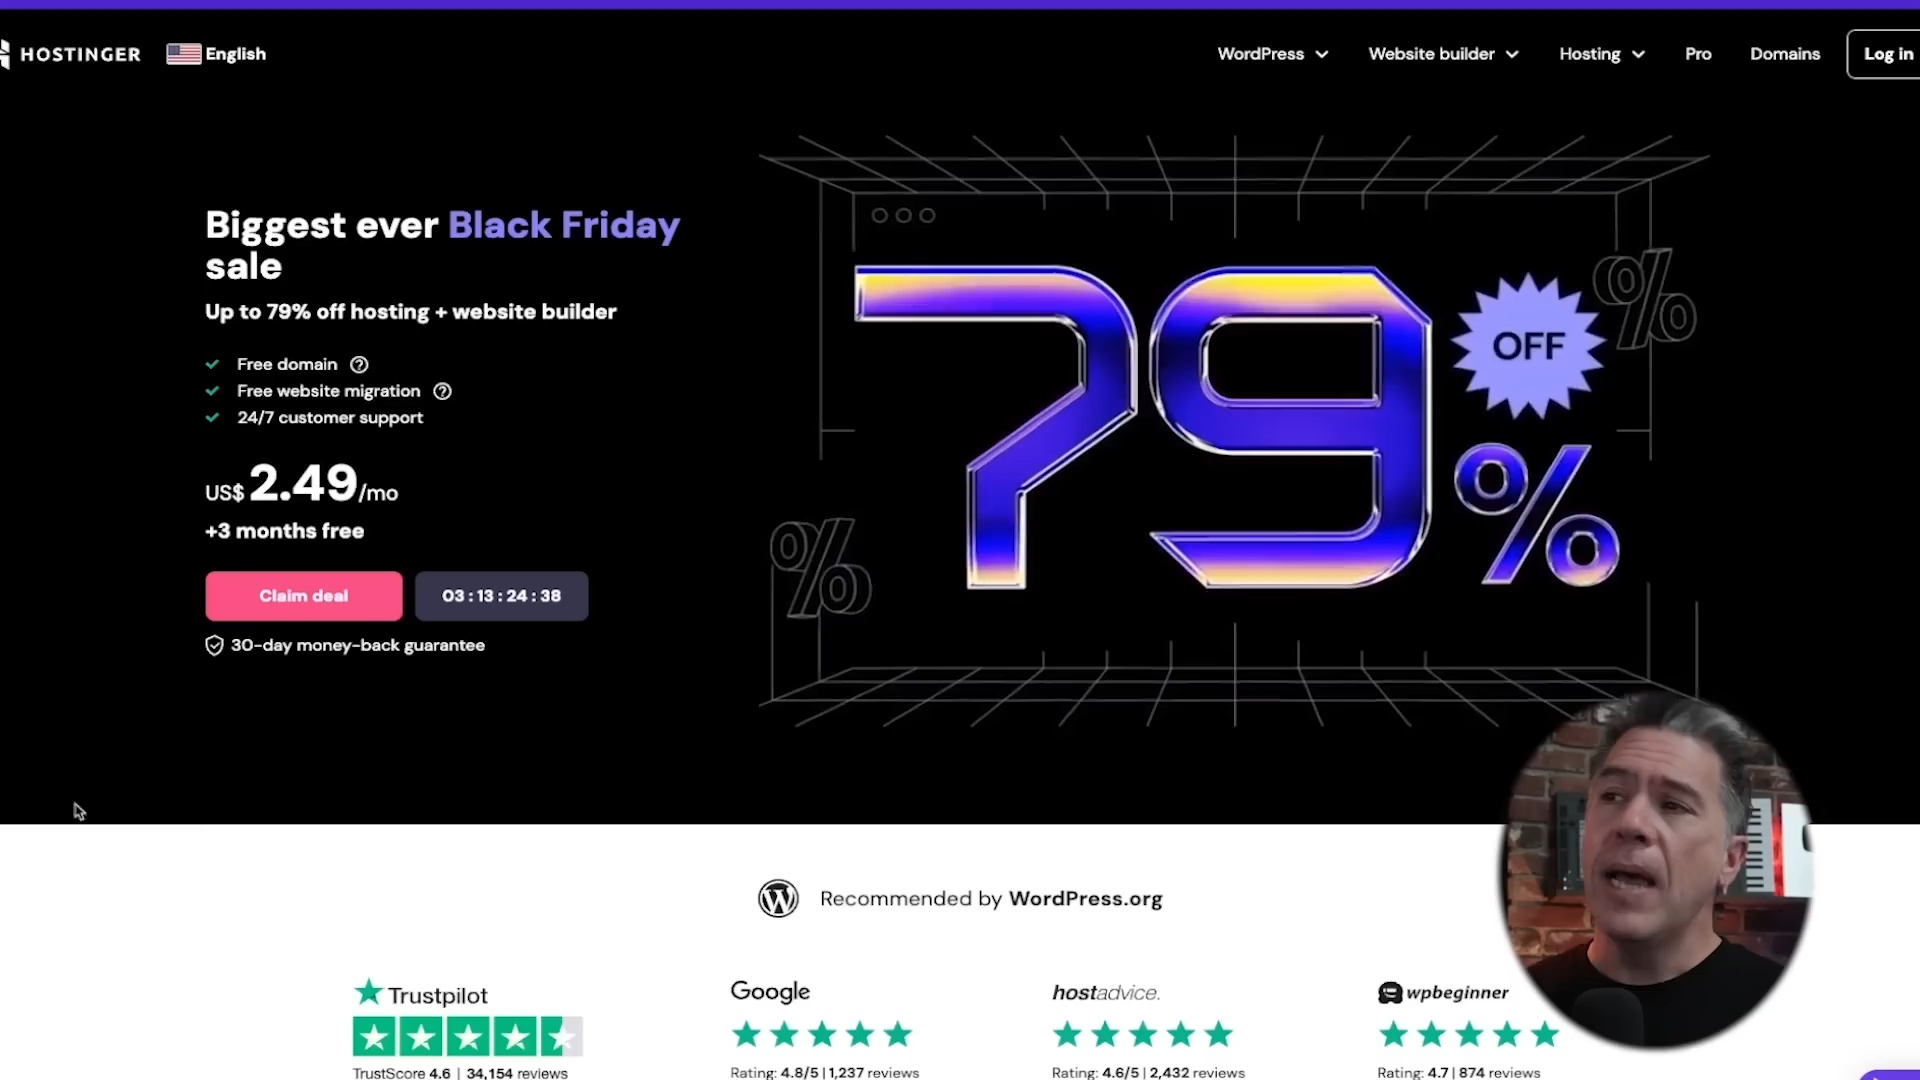 HOSTINGER
English
WordPress
Website builder
Hosting
Pro
Domains
Log in
Biggest ever Black Friday
sale
Up to 79% off hosting + website builder
Free domain
Free website migration
24/7 customer support
US$ 2.49/mo
+3 months free
Claim deal
03 : 13 : 24 : 38
30-day money-back guarantee
79%
OFF
%
%
Recommended by WordPress.org
Trustpilot
TrustScore 4.6 | 34,154 reviews
Google
Rating: 4.8/5 | 1,237 reviews
hostadvice.
Rating: 4.6/5 | 2,432 reviews
wpbeginner
Rating: 4.7 | 874 reviews